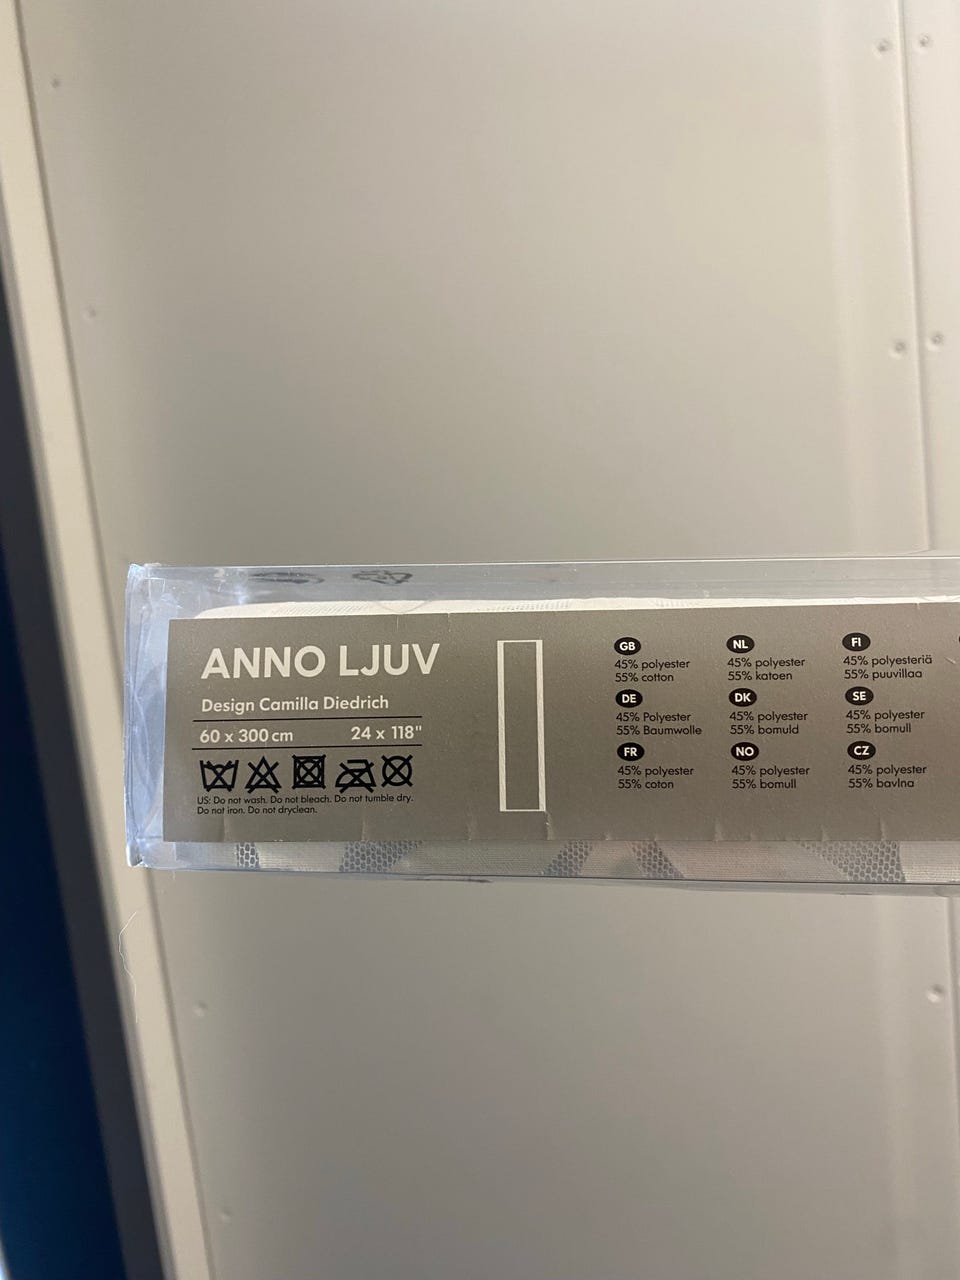 ANNO LJUV
Design Camilla Diedrich
60 x 300 cm 24 x 118"
US: Do not wash. Do not bleach. Do not tumble dry.
Do not iron. Do not dryclean.
GB
45% polyester
55% cotton
DE
45% Polyester
55% Baumwolle
FR
45% polyester
55% coton
NL
45% polyester
55% katoen
DK
45% polyester
55% bomuld
NO
45% polyester
55% bomull
FI
45% polyesteriä
55% puuvillaa
SE
45% polyester
55% bomull
CZ
45% polyester
55% bavlna